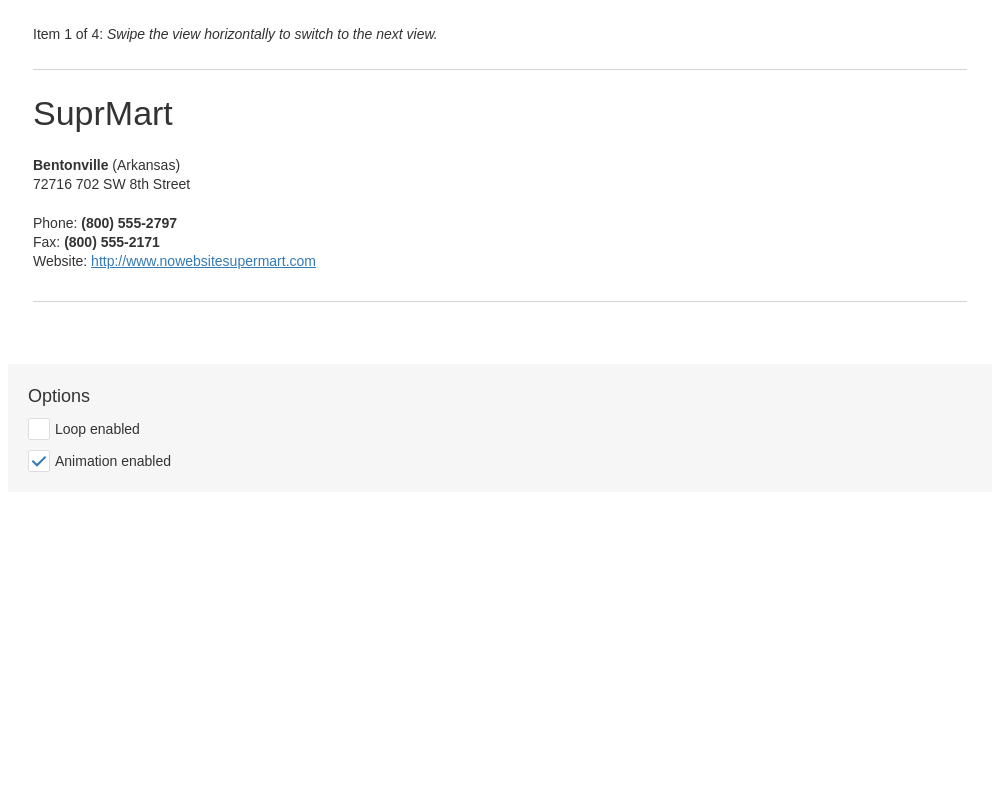 Item 1 of 4: Swipe the view horizontally to switch to the next view.
SuprMart
Bentonville (Arkansas)
72716 702 SW 8th Street
Phone: (800) 555-2797
Fax: (800) 555-2171
Website: http://www.nowebsitesupermart.com
Options
Loop enabled
Animation enabled